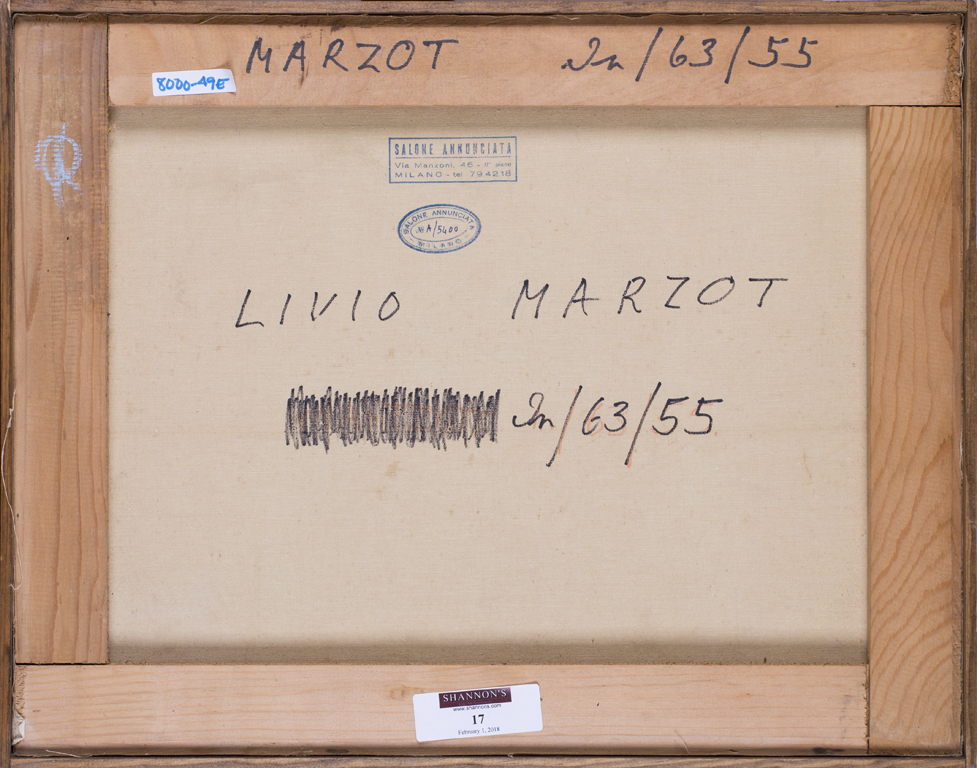 MARZOT In/63/55
8000-49E
SALONE ANNUNCIATA
Via Manzoni, 46 - II° piano
MILANO - tel 794218
SALONE ANNUNCIATA
№ A/5400
MILANO
LIVIO MARZOT
In/63/55
SHANNON'S
www.shannons.com
17
February 1, 2018